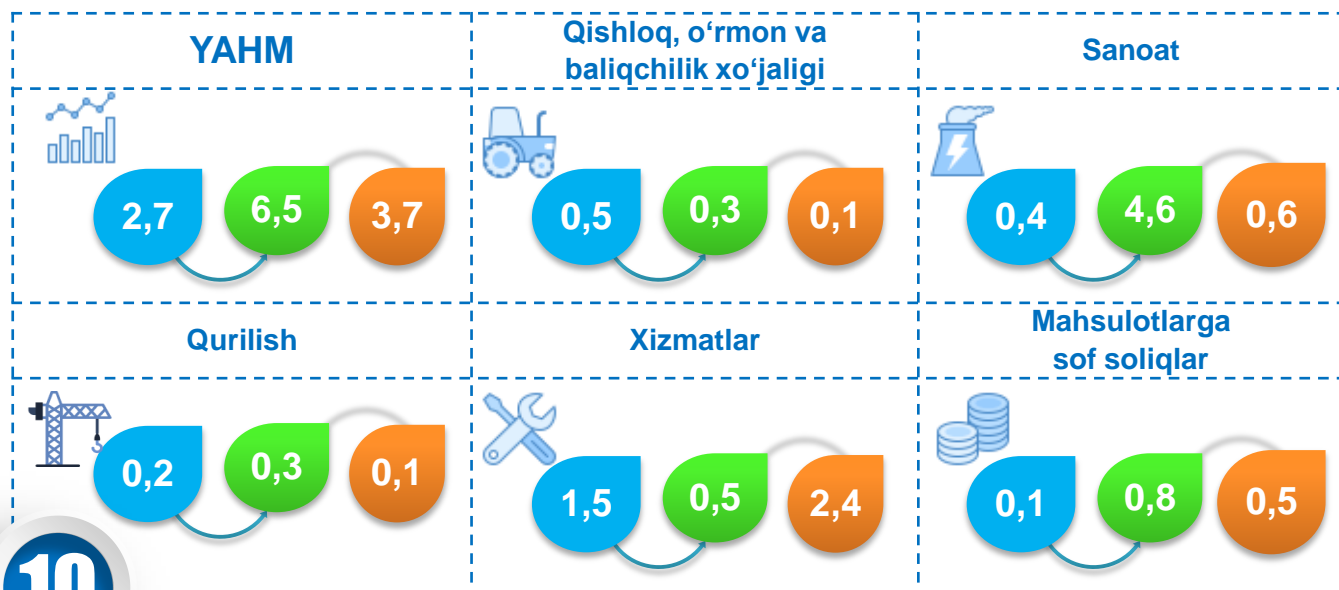 YAHM
Qishloq, o‘rmon va
baliqchilik xo‘jaligi
Sanoat
2,7 6,5 3,7
0,5 0,3 0,1
0,4 4,6 0,6
Qurilish
Xizmatlar
Mahsulotlarga
sof soliqlar
0,2 0,3 0,1
1,5 0,5 2,4
0,1 0,8 0,5
10